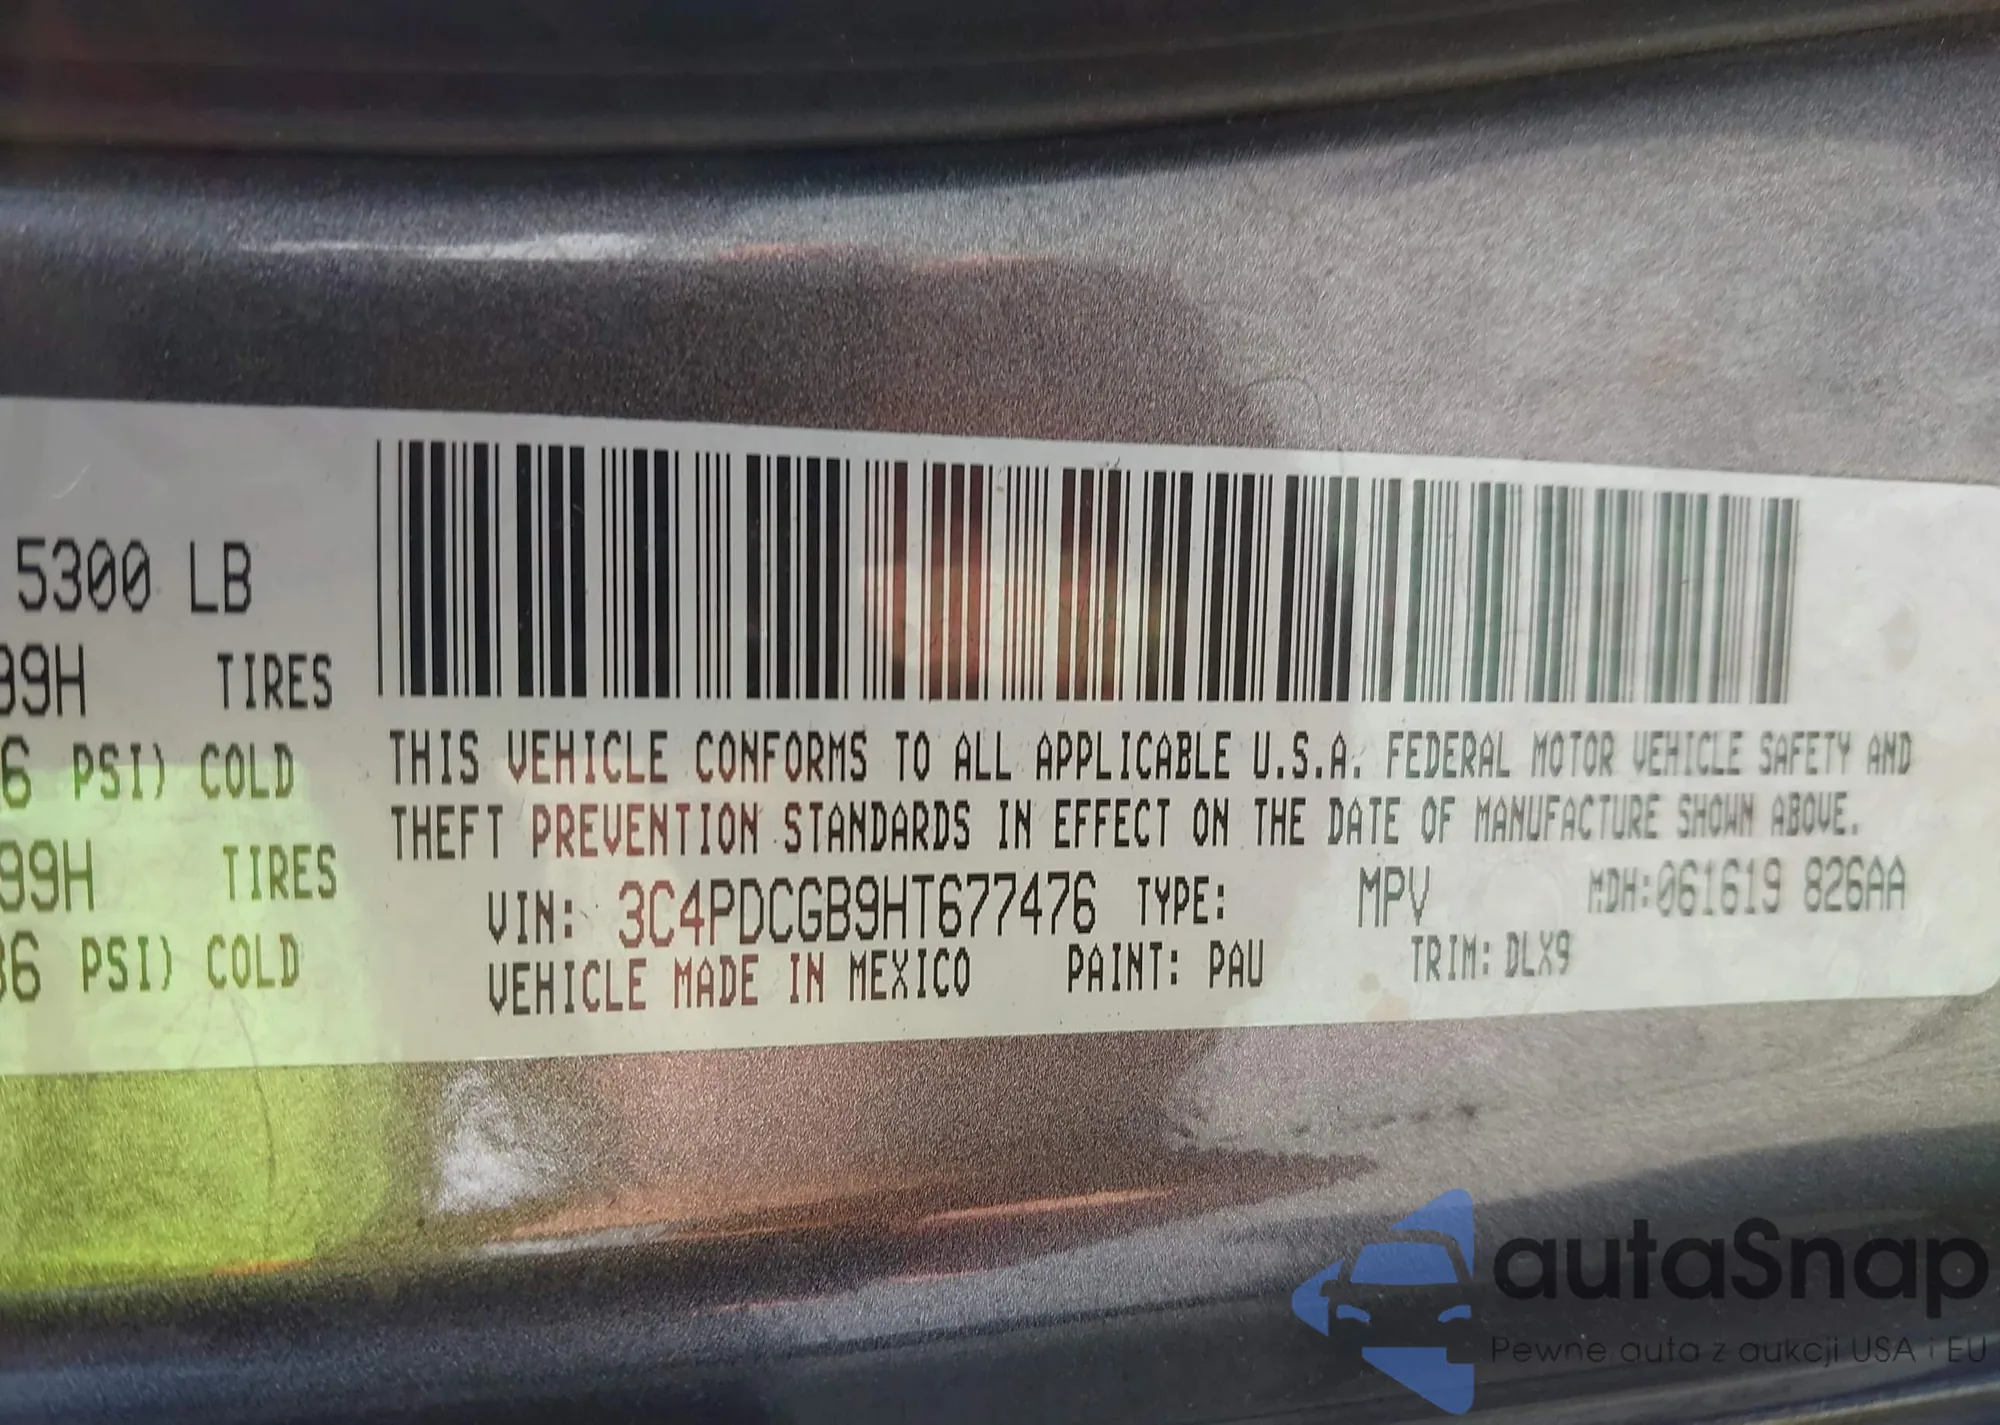 5300 LB
99H TIRES
6 PSI) COLD
99H TIRES
36 PSI) COLD
THIS VEHICLE CONFORMS TO ALL APPLICABLE U.S.A. FEDERAL MOTOR VEHICLE SAFETY AND
THEFT PREVENTION STANDARDS IN EFFECT ON THE DATE OF MANUFACTURE SHOWN ABOVE.
VIN: 3C4PDCGB9HT677476 TYPE: MPV MDH:061619 826AA
VEHICLE MADE IN MEXICO PAINT: PAU TRIM: DLX9
autaSnap
Pewne auta z aukcji USA i EU